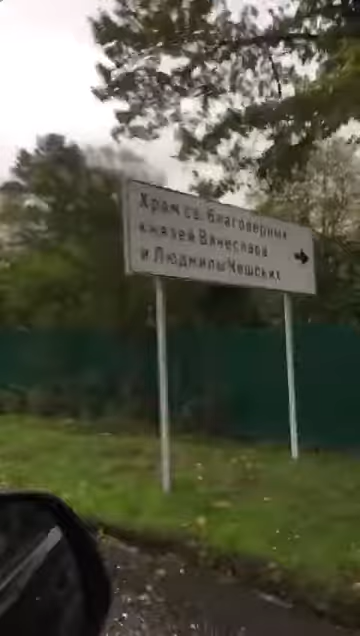 Храм св. благоверных
князей Вячеслава
и Людмилы Чешских